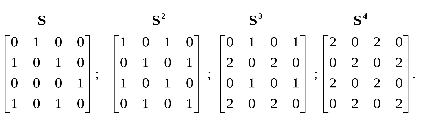 S S² S³ S⁴
[0 1 0 0] [1 0 1 0] [0 1 0 1] [2 0 2 0]
[1 0 1 0] [0 1 0 1] [2 0 2 0] [0 2 0 2]
[0 0 0 1] ; [1 0 1 0] ; [0 1 0 1] ; [2 0 2 0] .
[1 0 1 0] [0 1 0 1] [2 0 2 0] [0 2 0 2]